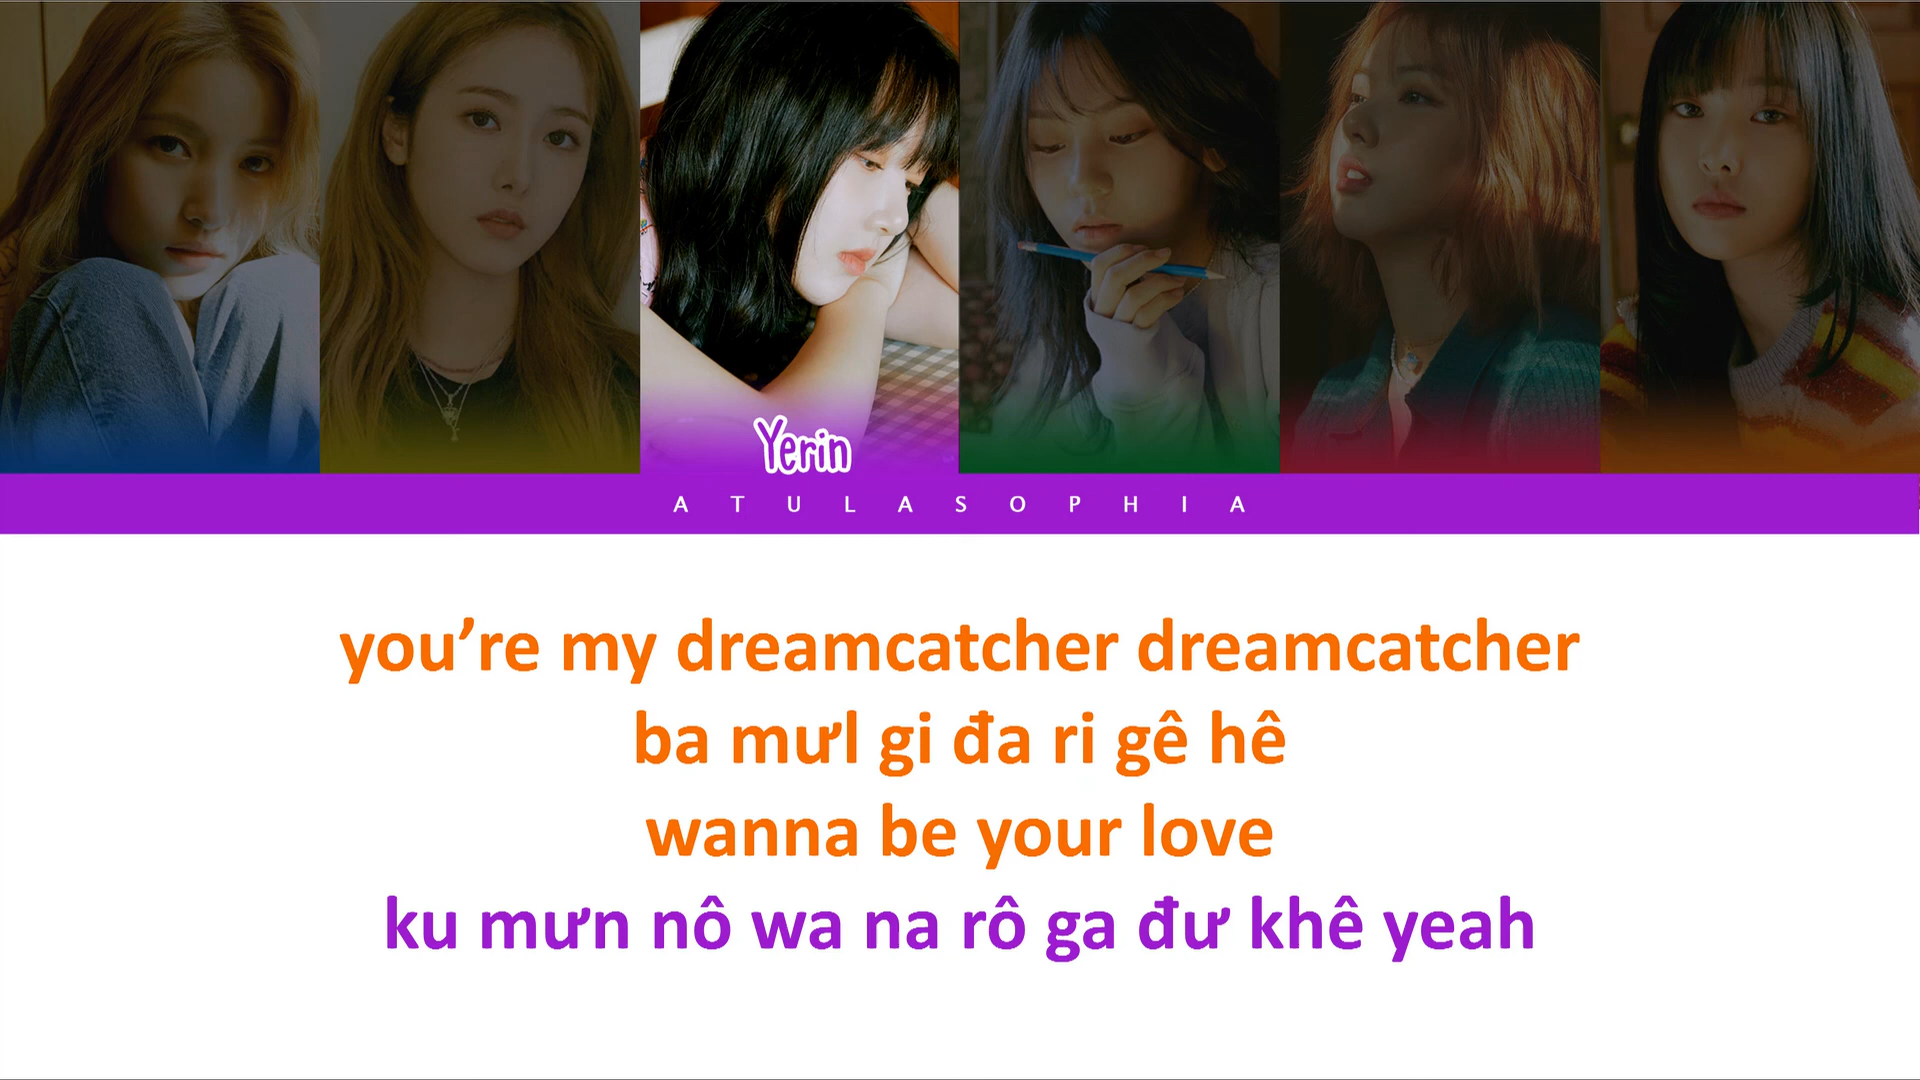 Yerin
ATULASOPHIA
you’re my dreamcatcher dreamcatcher
ba mưl gi đa ri gê hê
wanna be your love
ku mưn nô wa na rô ga đư khê yeah